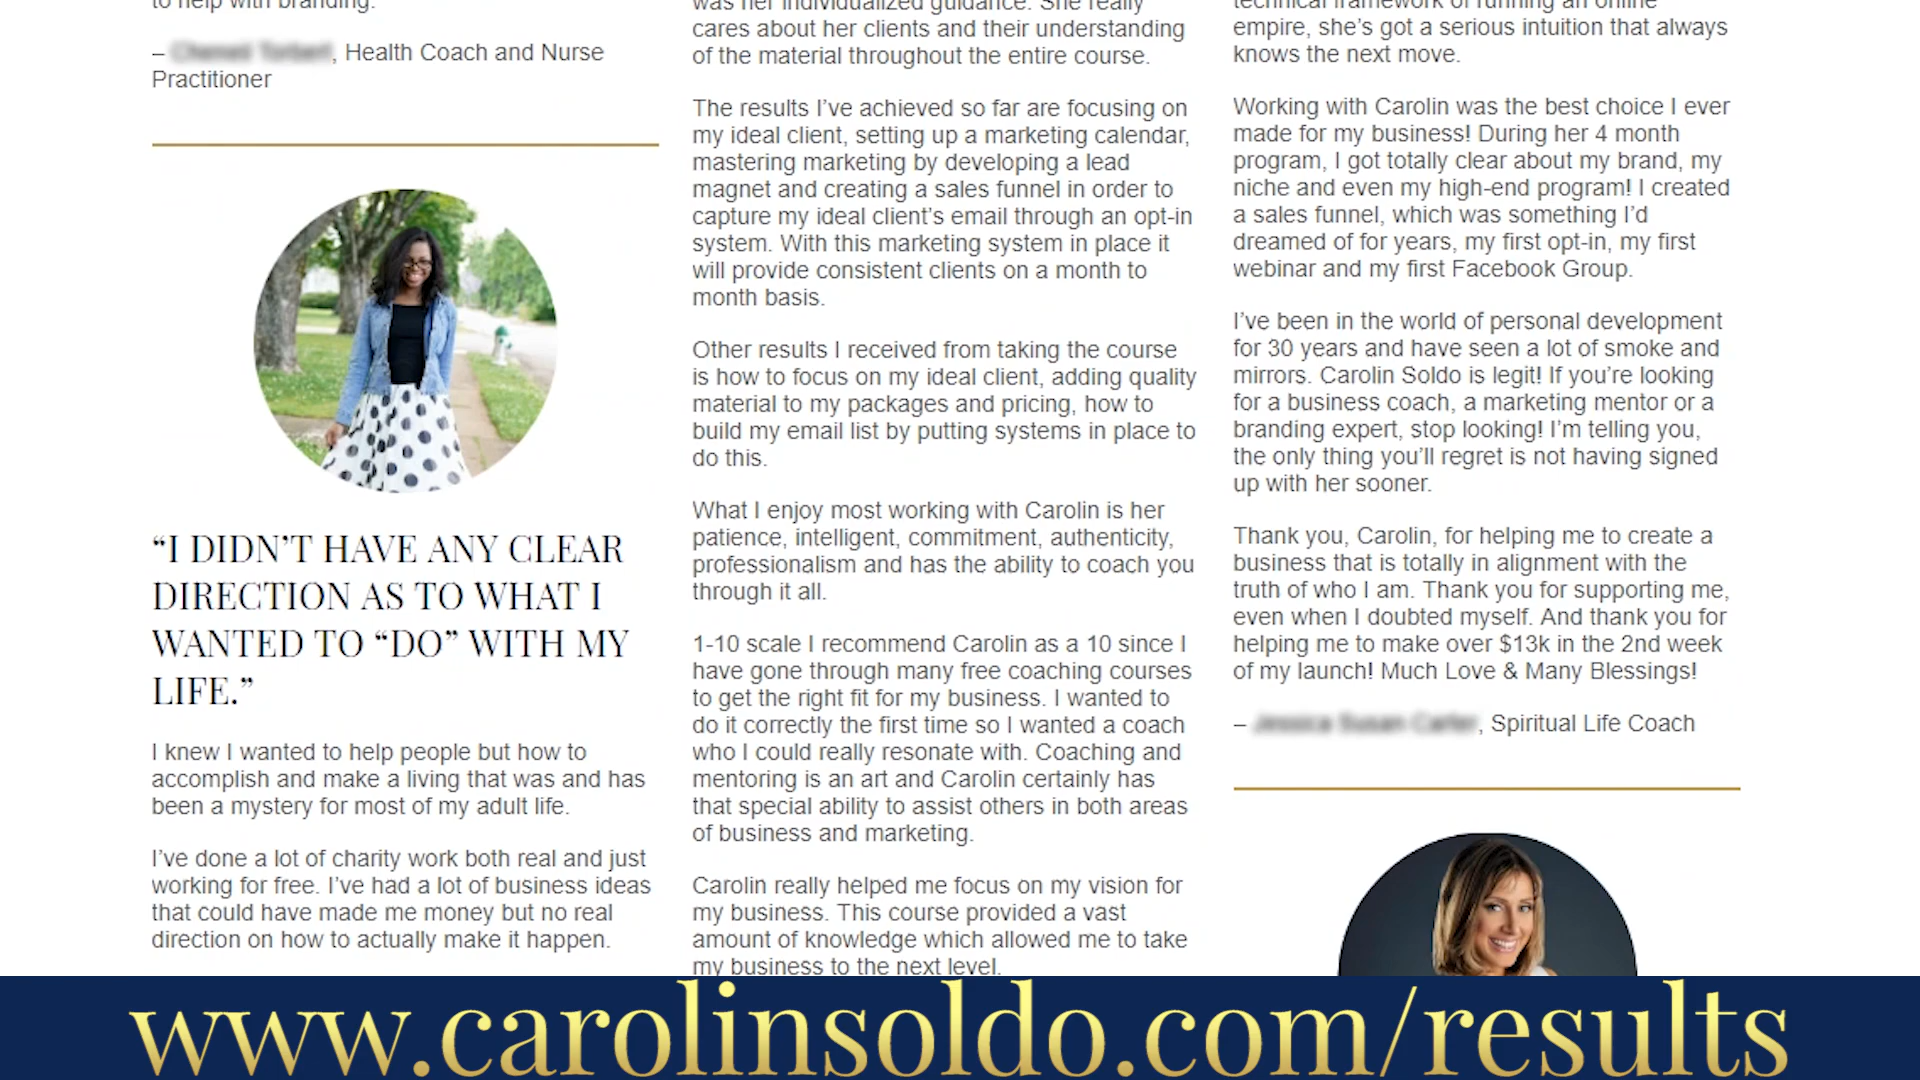 to help with branding.
– , Health Coach and Nurse
Practitioner
“I DIDN’T HAVE ANY CLEAR
DIRECTION AS TO WHAT I
WANTED TO “DO” WITH MY
LIFE.”
I knew I wanted to help people but how to
accomplish and make a living that was and has
been a mystery for most of my adult life.
I’ve done a lot of charity work both real and just
working for free. I’ve had a lot of business ideas
that could have made me money but no real
direction on how to actually make it happen.
was her individualized guidance. She really
cares about her clients and their understanding
of the material throughout the entire course.
The results I’ve achieved so far are focusing on
my ideal client, setting up a marketing calendar,
mastering marketing by developing a lead
magnet and creating a sales funnel in order to
capture my ideal client’s email through an opt-in
system. With this marketing system in place it
will provide consistent clients on a month to
month basis.
Other results I received from taking the course
is how to focus on my ideal client, adding quality
material to my packages and pricing, how to
build my email list by putting systems in place to
do this.
What I enjoy most working with Carolin is her
patience, intelligent, commitment, authenticity,
professionalism and has the ability to coach you
through it all.
1-10 scale I recommend Carolin as a 10 since I
have gone through many free coaching courses
to get the right fit for my business. I wanted to
do it correctly the first time so I wanted a coach
who I could really resonate with. Coaching and
mentoring is an art and Carolin certainly has
that special ability to assist others in both areas
of business and marketing.
Carolin really helped me focus on my vision for
my business. This course provided a vast
amount of knowledge which allowed me to take
my business to the next level.
technical framework of running an online
empire, she’s got a serious intuition that always
knows the next move.
Working with Carolin was the best choice I ever
made for my business! During her 4 month
program, I got totally clear about my brand, my
niche and even my high-end program! I created
a sales funnel, which was something I’d
dreamed of for years, my first opt-in, my first
webinar and my first Facebook Group.
I’ve been in the world of personal development
for 30 years and have seen a lot of smoke and
mirrors. Carolin Soldo is legit! If you’re looking
for a business coach, a marketing mentor or a
branding expert, stop looking! I’m telling you,
the only thing you’ll regret is not having signed
up with her sooner.
Thank you, Carolin, for helping me to create a
business that is totally in alignment with the
truth of who I am. Thank you for supporting me,
even when I doubted myself. And thank you for
helping me to make over $13k in the 2nd week
of my launch! Much Love & Many Blessings!
– , Spiritual Life Coach
www.carolinsoldo.com/results